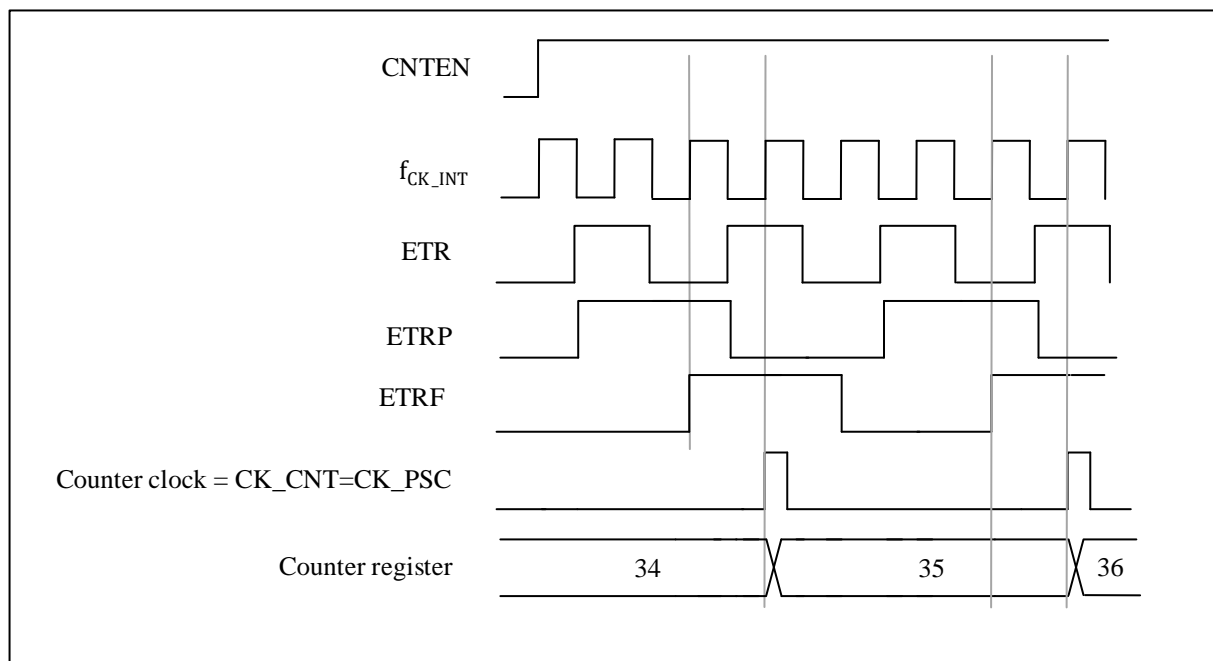 CNTEN
fCK_INT
ETR
ETRP
ETRF
Counter clock = CK_CNT=CK_PSC
Counter register
34
35
36